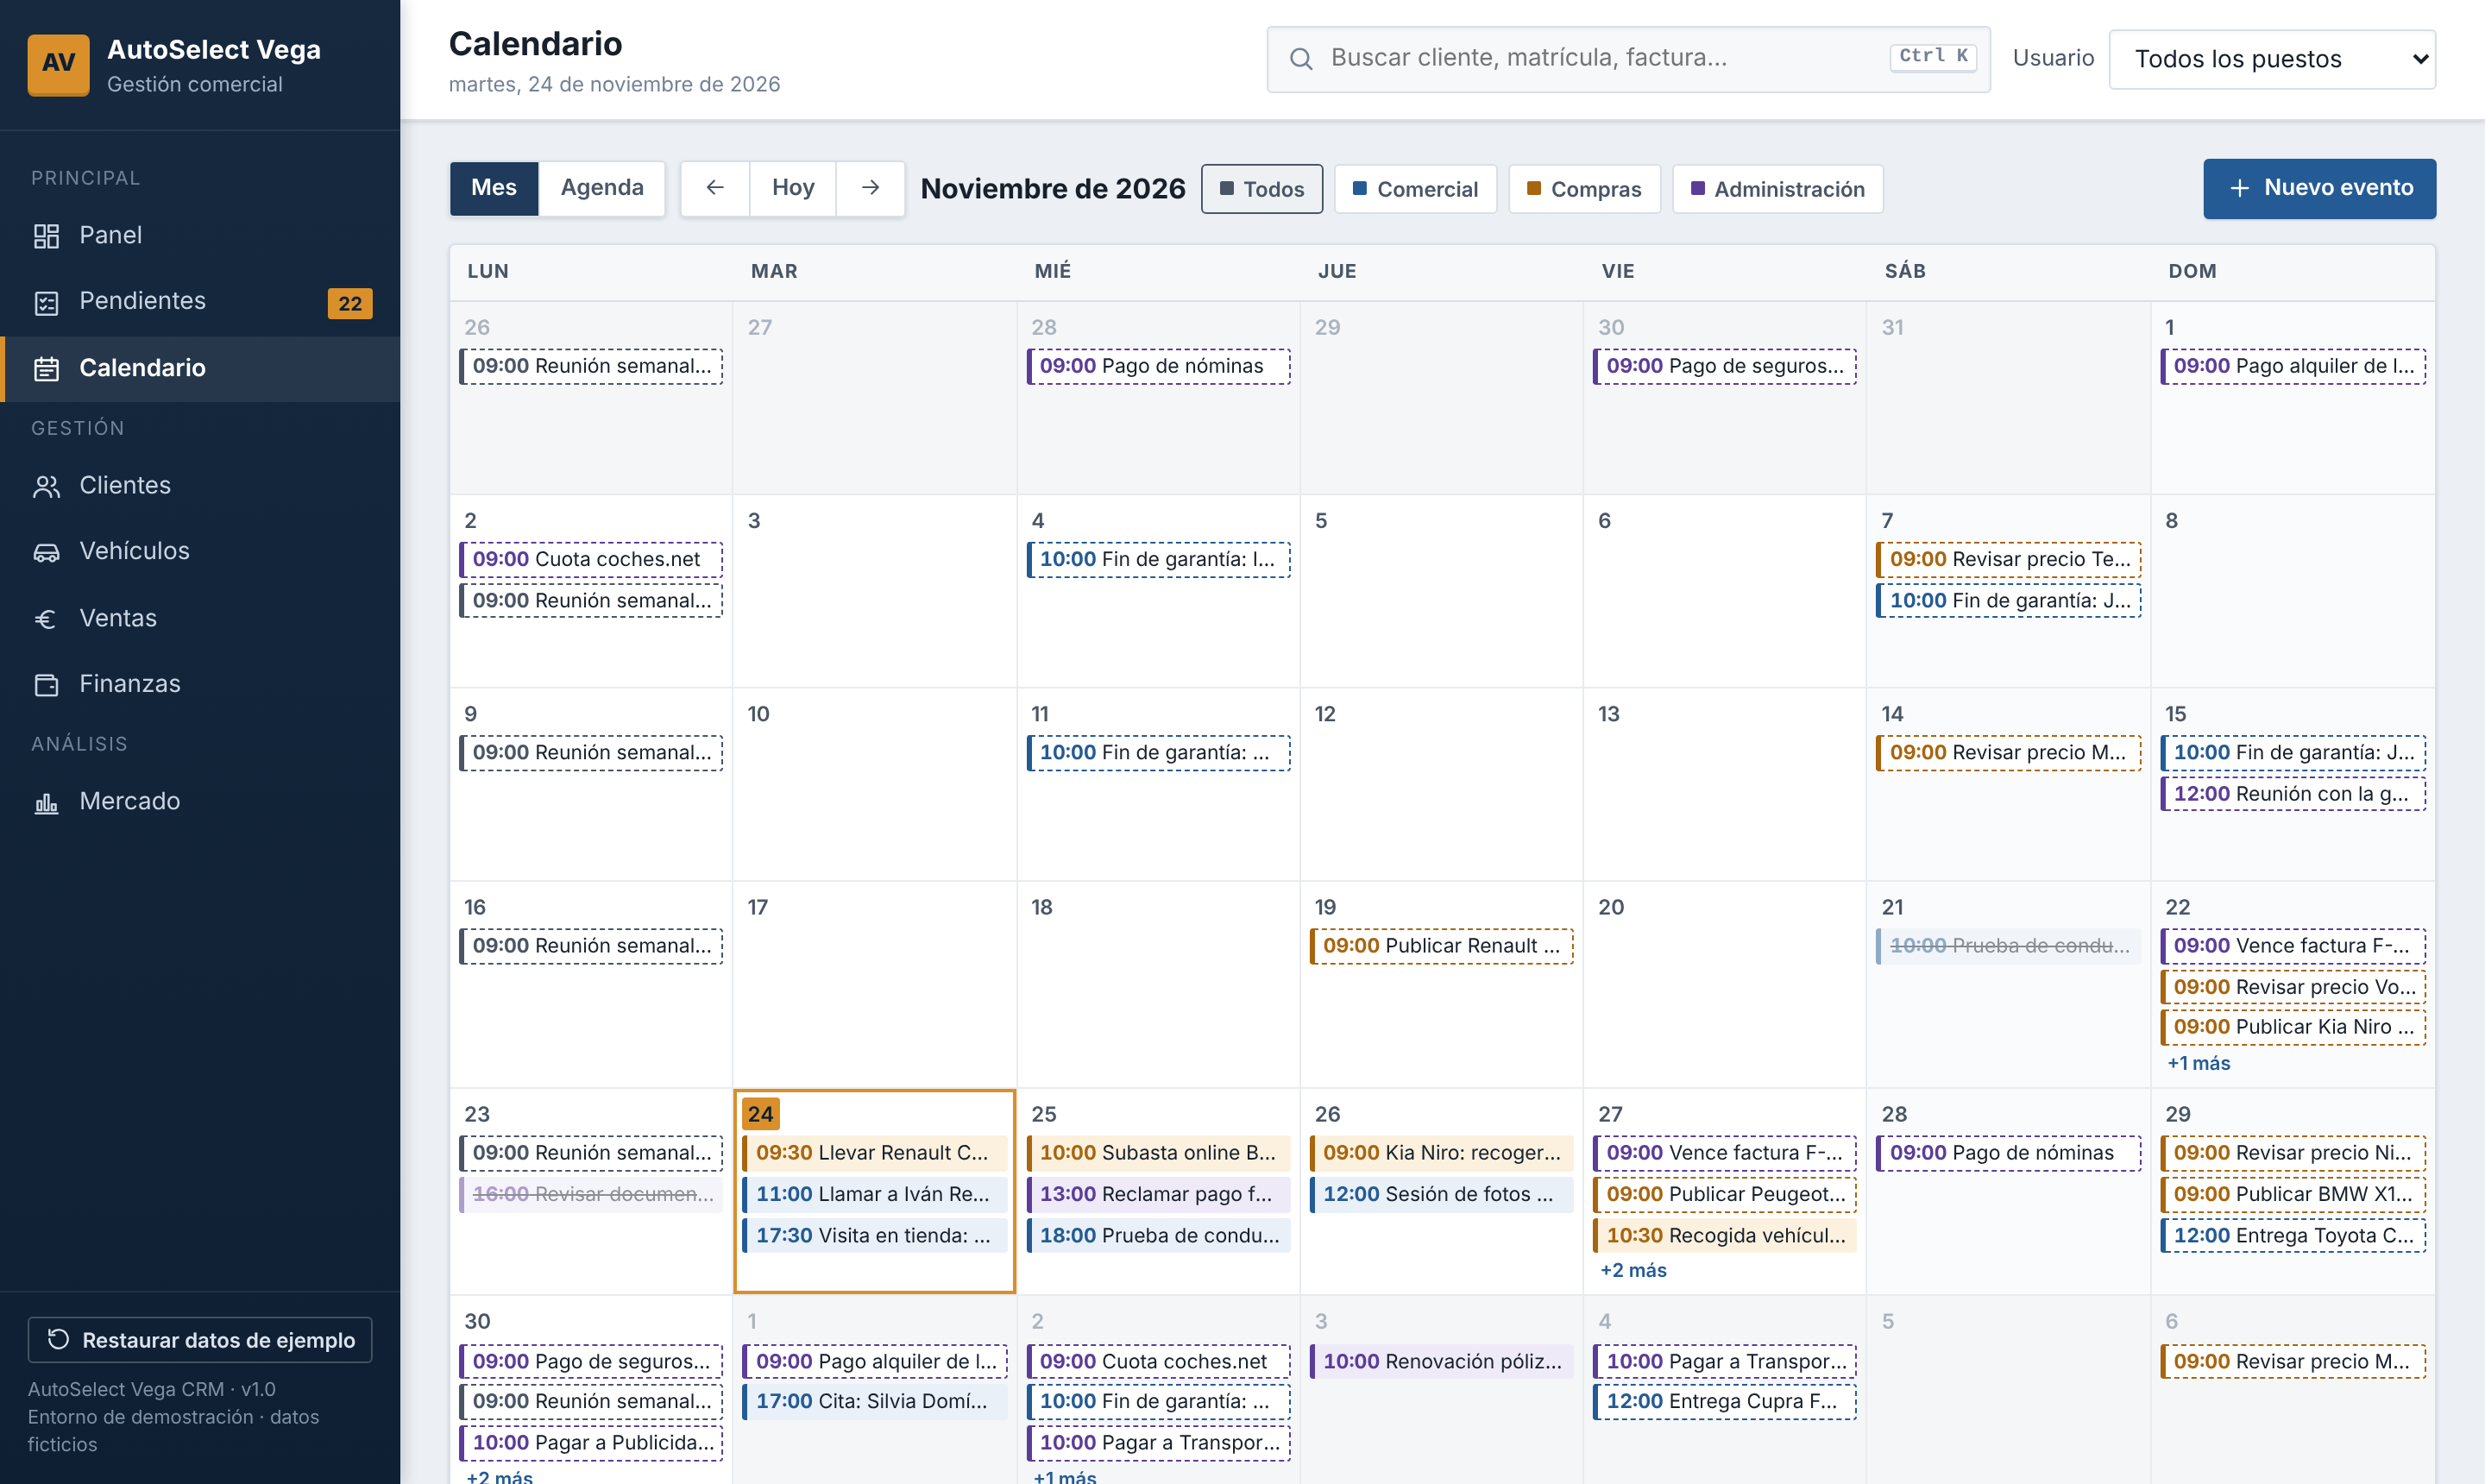 AV
AutoSelect Vega
Gestión comercial
PRINCIPAL
Panel
Pendientes 22
Calendario
GESTIÓN
Clientes
Vehículos
Ventas
Finanzas
ANÁLISIS
Mercado
Restaurar datos de ejemplo
AutoSelect Vega CRM · v1.0
Entorno de demostración · datos
ficticios
Calendario
martes, 24 de noviembre de 2026
Buscar cliente, matrícula, factura... Ctrl K
Usuario Todos los puestos
Mes Agenda ← Hoy → Noviembre de 2026 Todos Comercial Compras Administración + Nuevo evento
LUN MAR MIÉ JUE VIE SÁB DOM
26
09:00 Reunión semanal...
27
28
09:00 Pago de nóminas
29
30
09:00 Pago de seguros...
31
1
09:00 Pago alquiler de l...
2
09:00 Cuota coches.net
09:00 Reunión semanal...
3
4
10:00 Fin de garantía: I...
5
6
7
09:00 Revisar precio Te...
10:00 Fin de garantía: J...
8
9
09:00 Reunión semanal...
10
11
10:00 Fin de garantía: ...
12
13
14
09:00 Revisar precio M...
15
10:00 Fin de garantía: J...
12:00 Reunión con la g...
16
09:00 Reunión semanal...
17
18
19
09:00 Publicar Renault ...
20
21
10:00 Prueba de condu...
22
09:00 Vence factura F-...
09:00 Revisar precio Vo...
09:00 Publicar Kia Niro ...
+1 más
23
09:00 Reunión semanal...
16:00 Revisar documen...
24
09:30 Llevar Renault C...
11:00 Llamar a Iván Re...
17:30 Visita en tienda: ...
25
10:00 Subasta online B...
13:00 Reclamar pago f...
18:00 Prueba de condu...
26
09:00 Kia Niro: recoger...
12:00 Sesión de fotos ...
27
09:00 Vence factura F-...
09:00 Publicar Peugeot...
10:30 Recogida vehícul...
+2 más
28
09:00 Pago de nóminas
29
09:00 Revisar precio Ni...
09:00 Publicar BMW X1...
12:00 Entrega Toyota C...
30
09:00 Pago de seguros...
09:00 Reunión semanal...
10:00 Pagar a Publicida...
+2 más
1
09:00 Pago alquiler de l...
17:00 Cita: Silvia Domí...
2
09:00 Cuota coches.net
10:00 Fin de garantía: ...
10:00 Pagar a Transpor...
+1 más
3
10:00 Renovación póliz...
4
10:00 Pagar a Transpor...
12:00 Entrega Cupra F...
5
6
09:00 Revisar precio M...